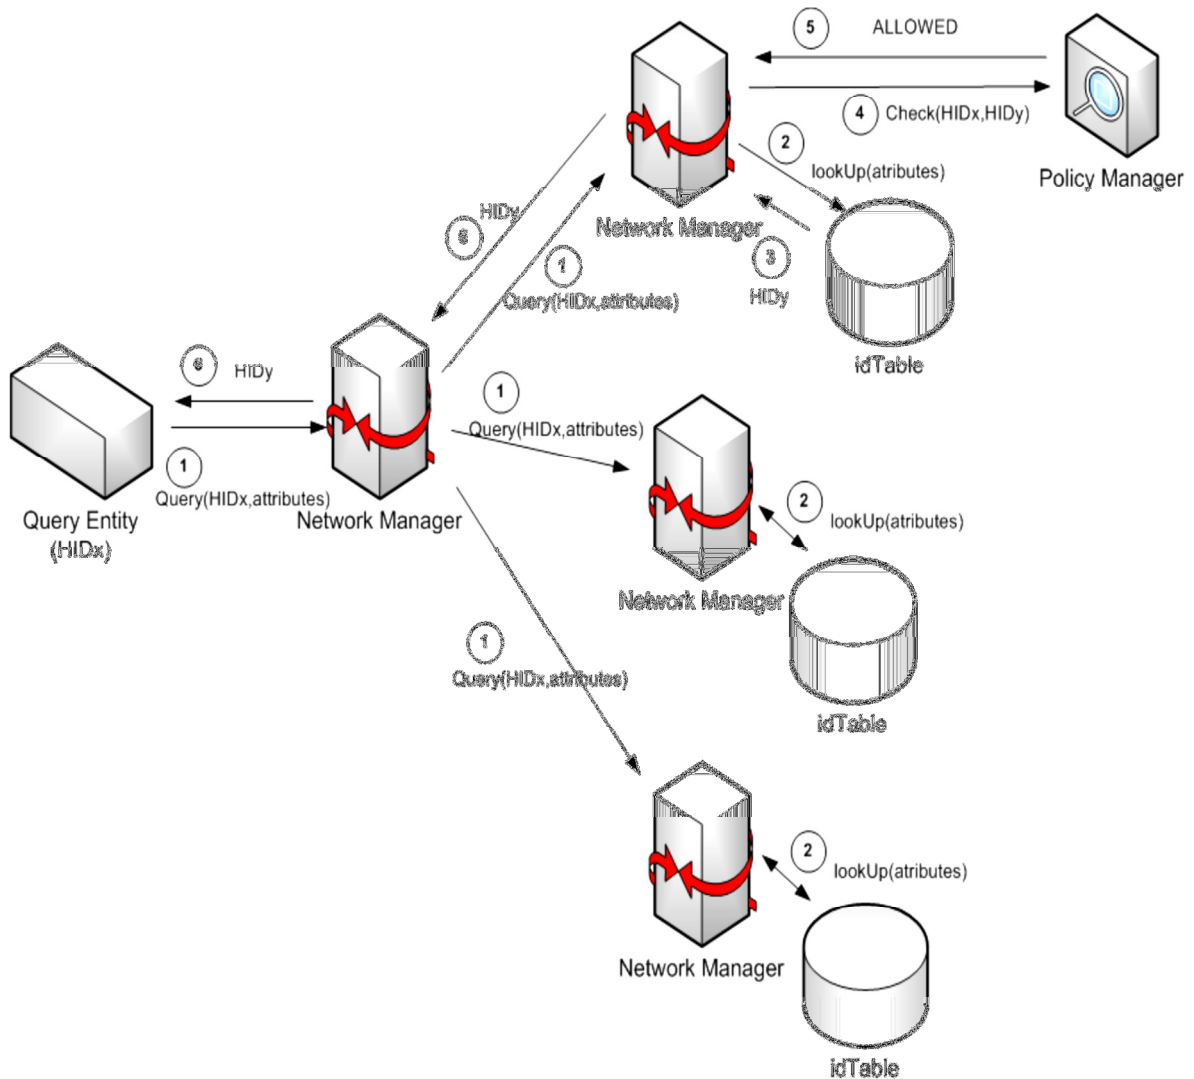 5 ALLOWED
4 Check(HIDx,HIDy)
Policy Manager
2
lookUp(atributes)
Network Manager
3
HIDy
idTable
HIDy
6
1
Query(HIDx,attributes)
6 HIDy
1
Query(HIDx,attributes)
Query Entity
(HIDx)
Network Manager
1
Query(HIDx,attributes)
2
lookUp(atributes)
Network Manager
idTable
1
Query(HIDx,attributes)
2
lookUp(atributes)
Network Manager
idTable